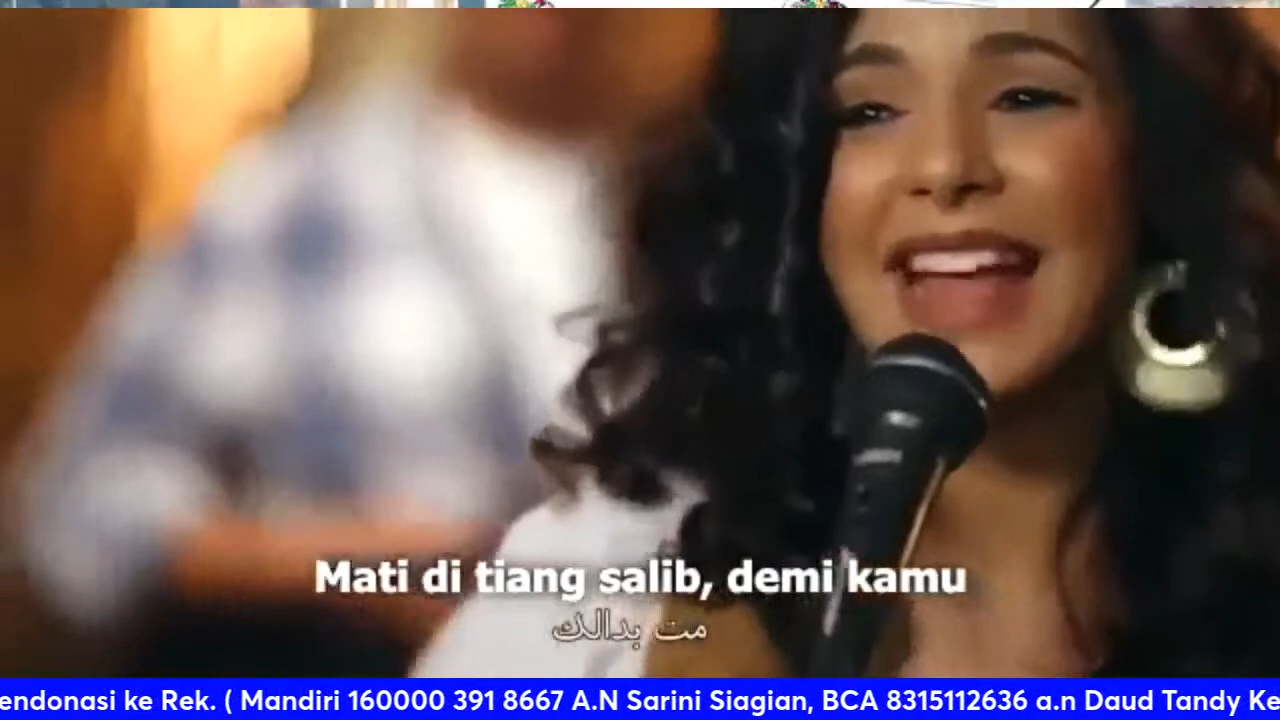 Mati di tiang salib, demi kamu
مت بدالك
endonasi ke Rek. ( Mandiri 160000 391 8667 A.N Sarini Siagian, BCA 8315112636 a.n Daud Tandy Ke